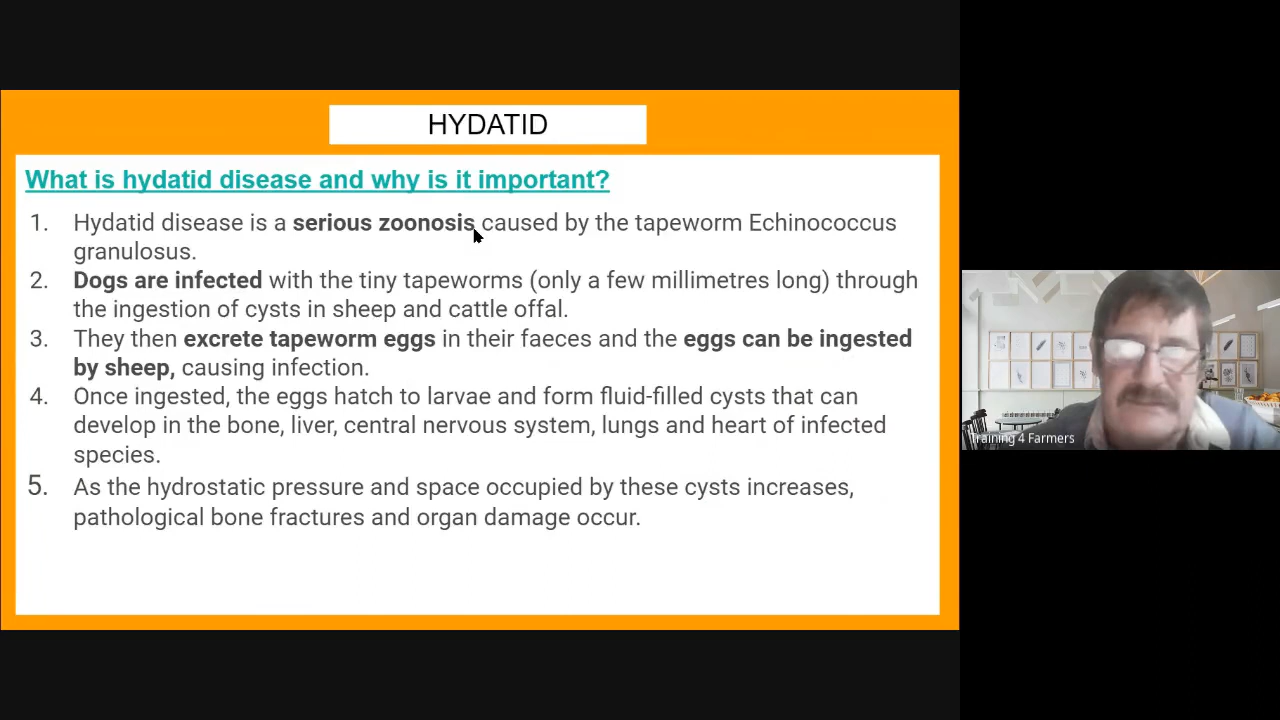 HYDATID
What is hydatid disease and why is it important?
1. Hydatid disease is a serious zoonosis caused by the tapeworm Echinococcus
granulosus.
2. Dogs are infected with the tiny tapeworms (only a few millimetres long) through
the ingestion of cysts in sheep and cattle offal.
3. They then excrete tapeworm eggs in their faeces and the eggs can be ingested
by sheep, causing infection.
4. Once ingested, the eggs hatch to larvae and form fluid-filled cysts that can
develop in the bone, liver, central nervous system, lungs and heart of infected
species.
5. As the hydrostatic pressure and space occupied by these cysts increases,
pathological bone fractures and organ damage occur.
Training 4 Farmers